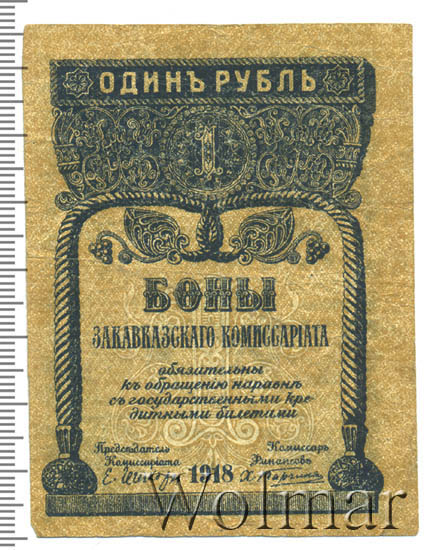 ОДИНЪ РУБЛЬ
1
БОНЫ
ЗАКАВКАЗСКАГО КОМИССАРІАТА
обязательны
къ обращенію наравнѣ
съ государственными кре-
дитными билетами
Председатель Комиссаръ
Комиссаріата Финансовъ
1918
Wolmar